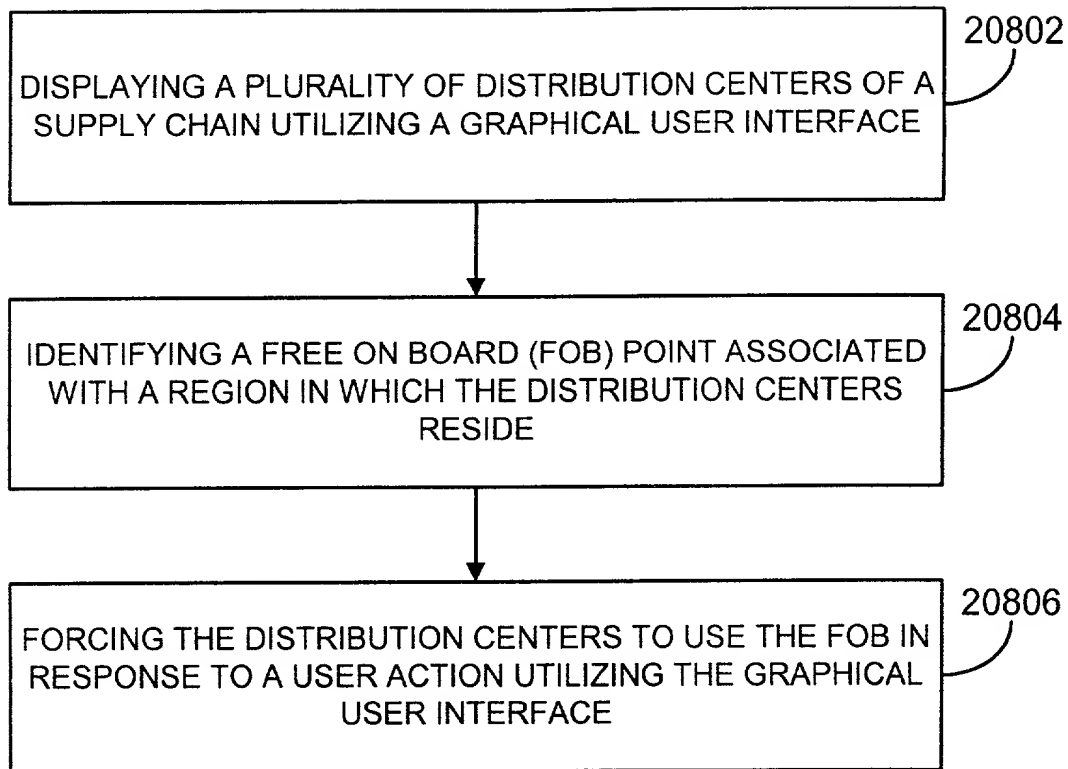 20802
DISPLAYING A PLURALITY OF DISTRIBUTION CENTERS OF A
SUPPLY CHAIN UTILIZING A GRAPHICAL USER INTERFACE
20804
IDENTIFYING A FREE ON BOARD (FOB) POINT ASSOCIATED
WITH A REGION IN WHICH THE DISTRIBUTION CENTERS
RESIDE
20806
FORCING THE DISTRIBUTION CENTERS TO USE THE FOB IN
RESPONSE TO A USER ACTION UTILIZING THE GRAPHICAL
USER INTERFACE